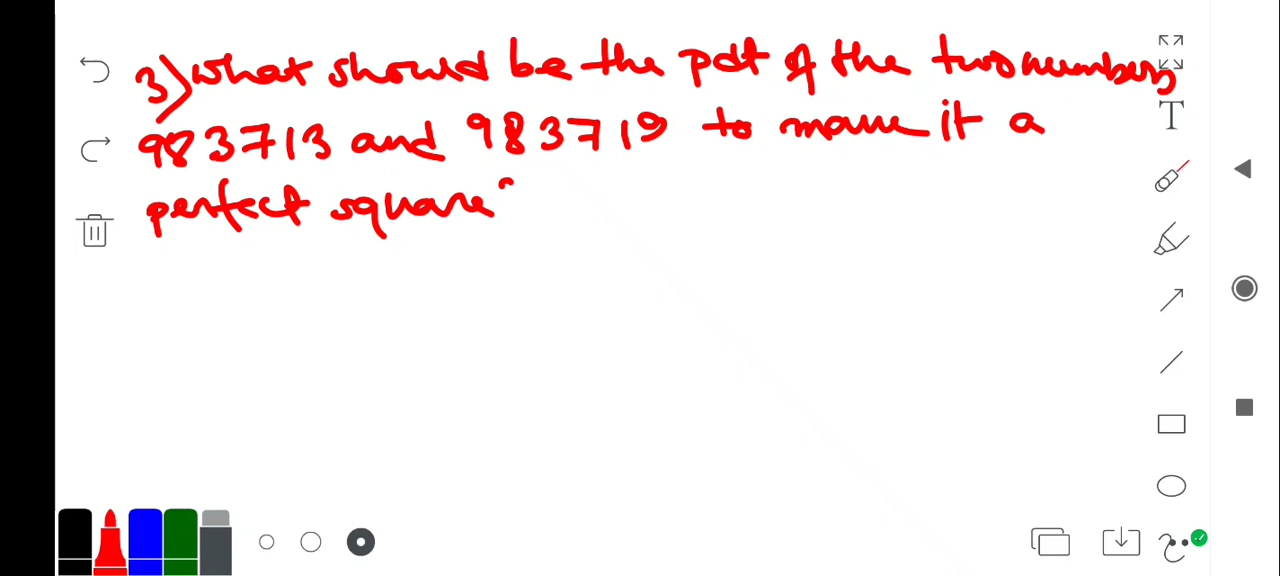 3) what should be the pdt of the two numbers
983713 and 983719 to make it a
perfect square?
T